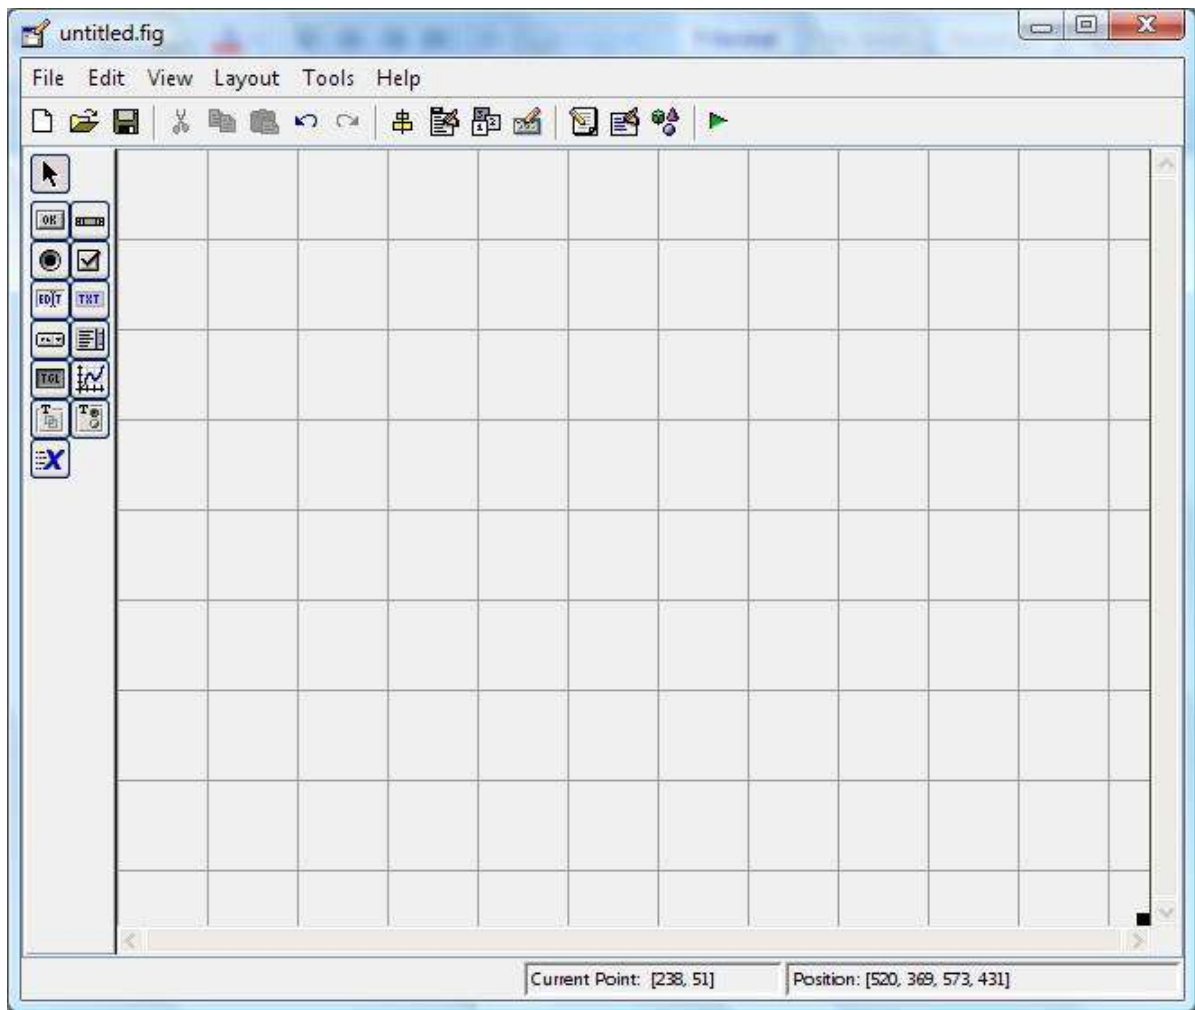 untitled.fig
File Edit View Layout Tools Help
OK
EDIT TXT
TGL
T T
X
Current Point: [238, 51] Position: [520, 369, 573, 431]